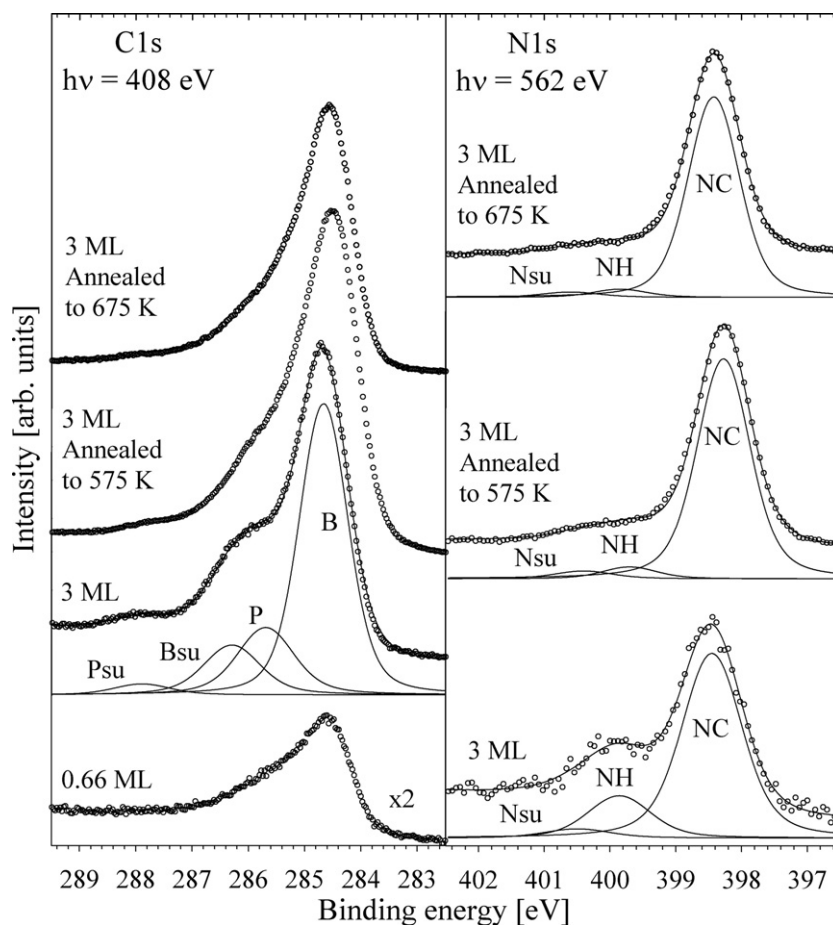 C1s
hν = 408 eV
3 ML
Annealed
to 675 K
3 ML
Annealed
to 575 K
3 ML
B
P
Bsu
Psu
0.66 ML
x2
289 288 287 286 285 284 283
N1s
hν = 562 eV
3 ML
Annealed
to 675 K
NC
Nsu
NH
3 ML
Annealed
to 575 K
NC
Nsu
NH
3 ML
NC
NH
Nsu
402 401 400 399 398 397
Intensity [arb. units]
Binding energy [eV]